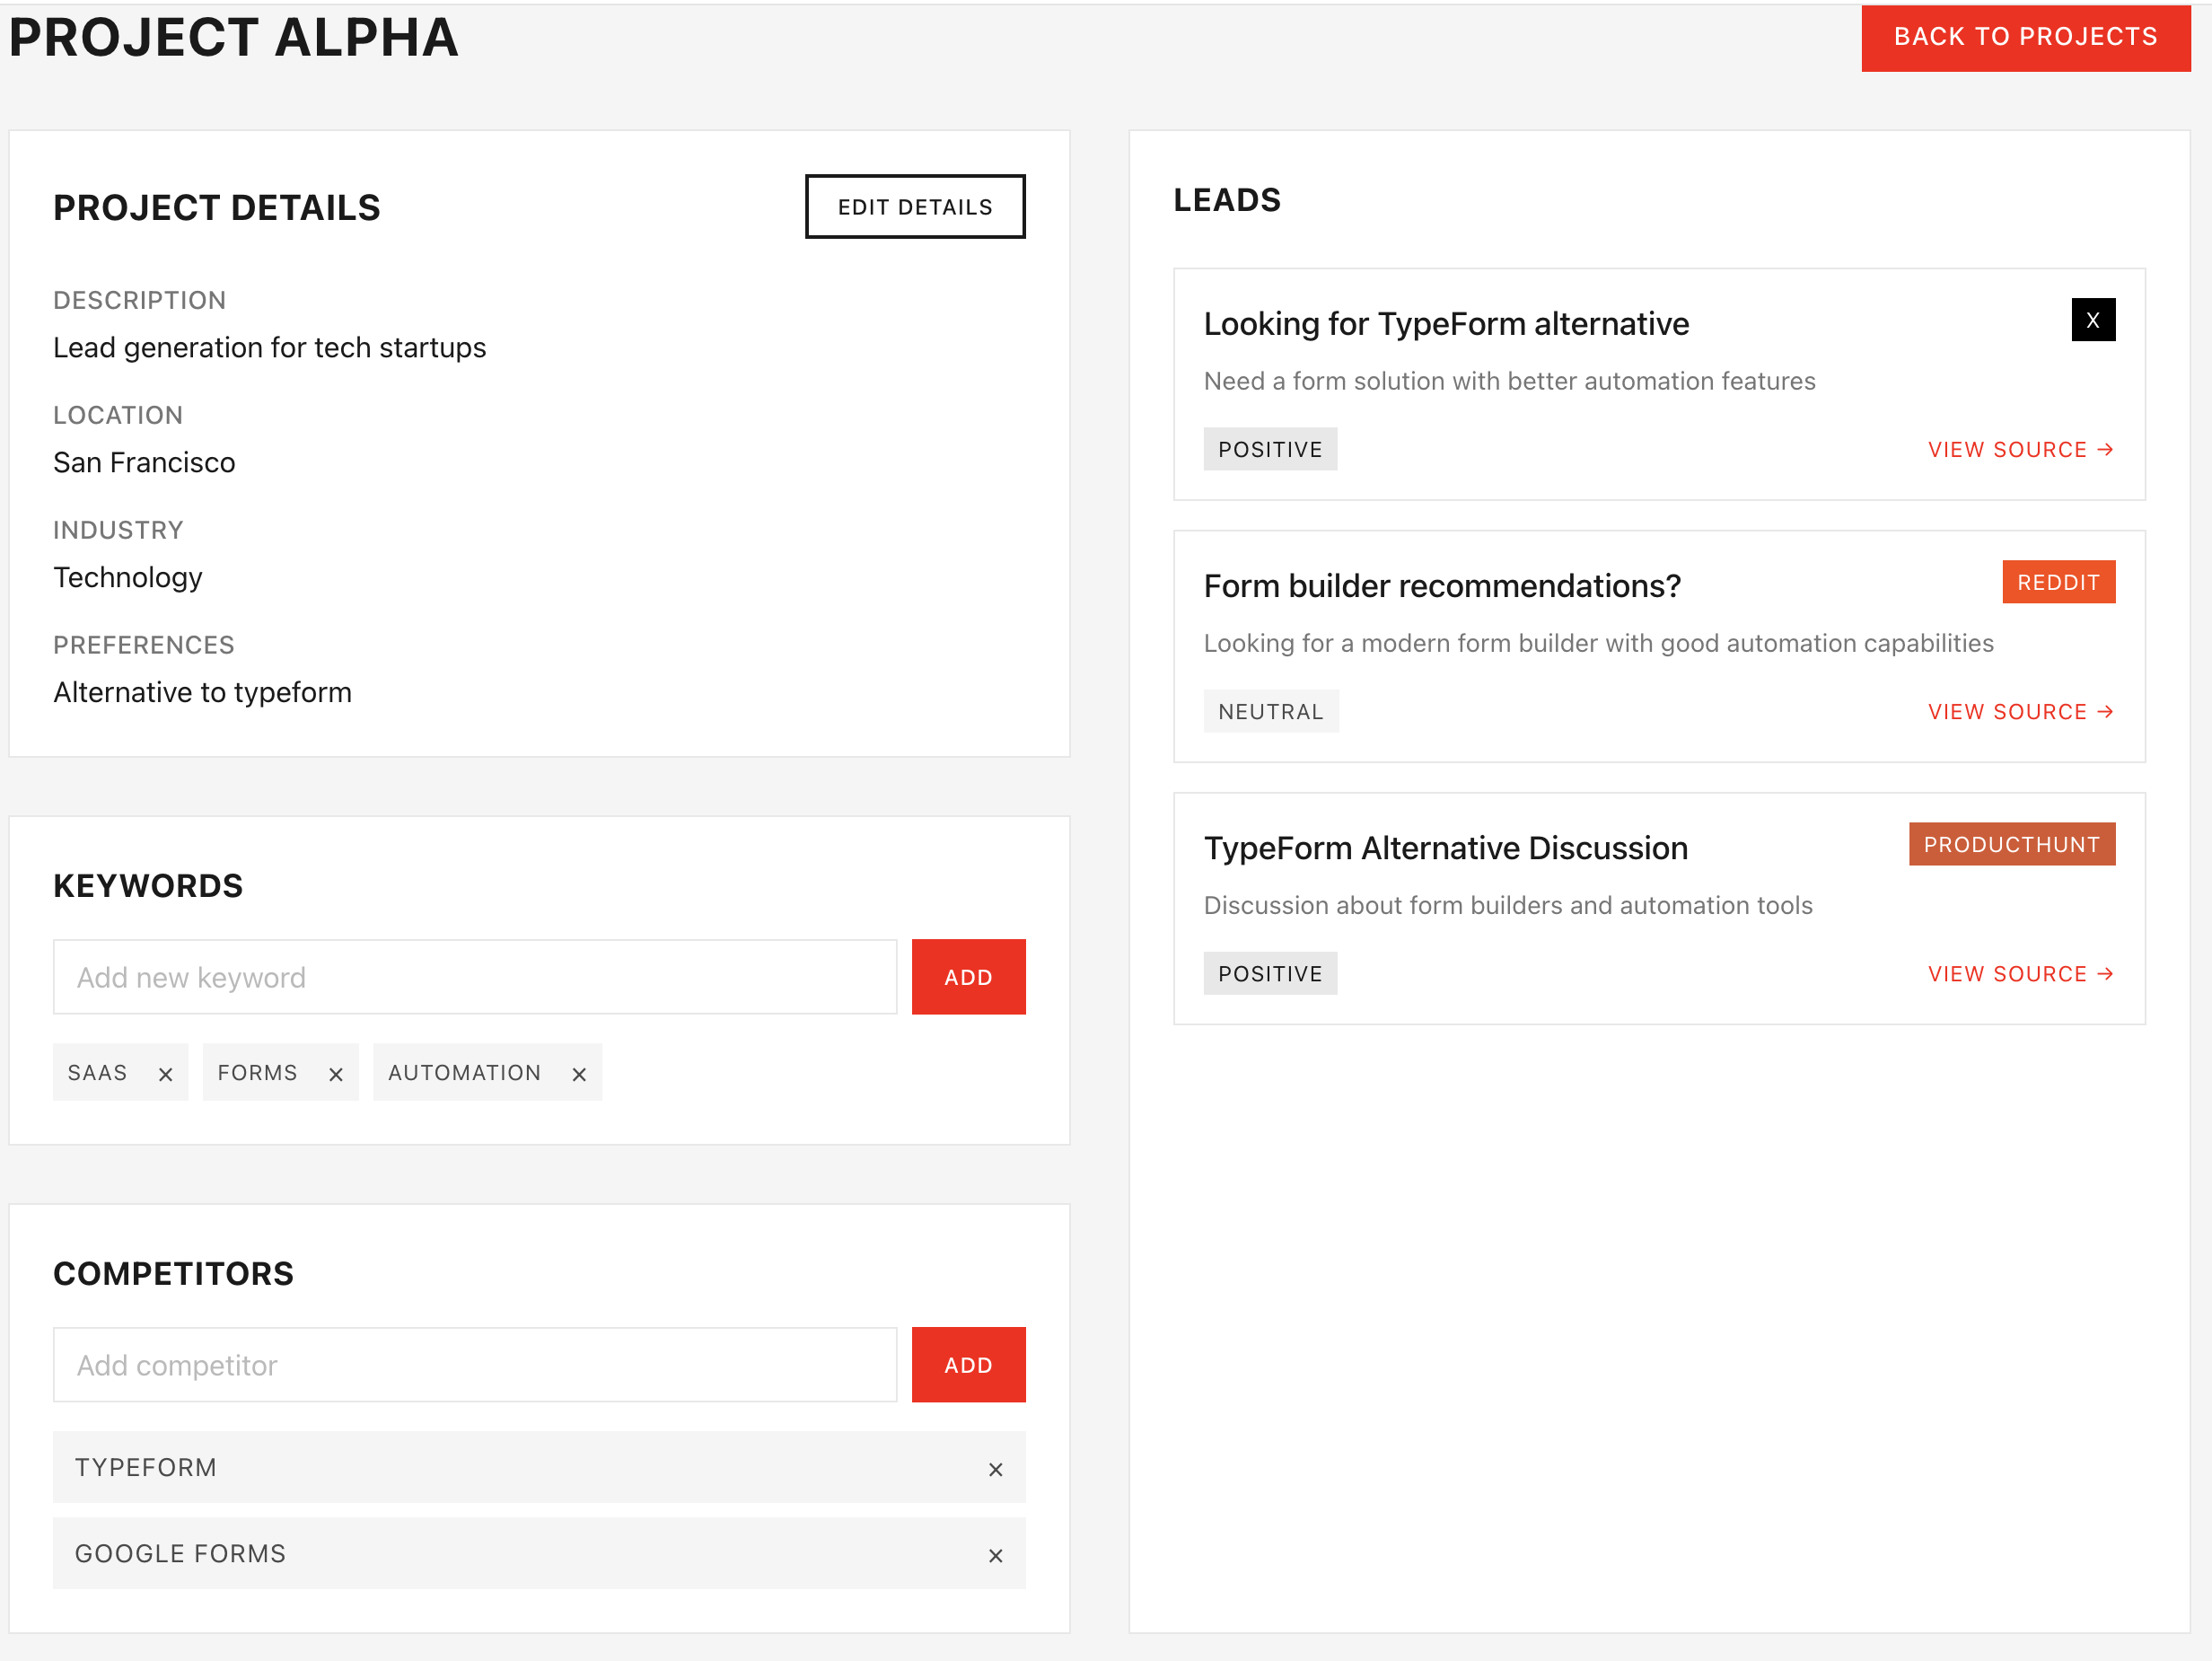 PROJECT ALPHA
BACK TO PROJECTS
PROJECT DETAILS
EDIT DETAILS
DESCRIPTION
Lead generation for tech startups
LOCATION
San Francisco
INDUSTRY
Technology
PREFERENCES
Alternative to typeform
KEYWORDS
Add new keyword
ADD
SAAS × FORMS × AUTOMATION ×
COMPETITORS
Add competitor
ADD
TYPEFORM ×
GOOGLE FORMS ×
LEADS
Looking for TypeForm alternative
X
Need a form solution with better automation features
POSITIVE
VIEW SOURCE →
Form builder recommendations?
REDDIT
Looking for a modern form builder with good automation capabilities
NEUTRAL
VIEW SOURCE →
TypeForm Alternative Discussion
PRODUCTHUNT
Discussion about form builders and automation tools
POSITIVE
VIEW SOURCE →